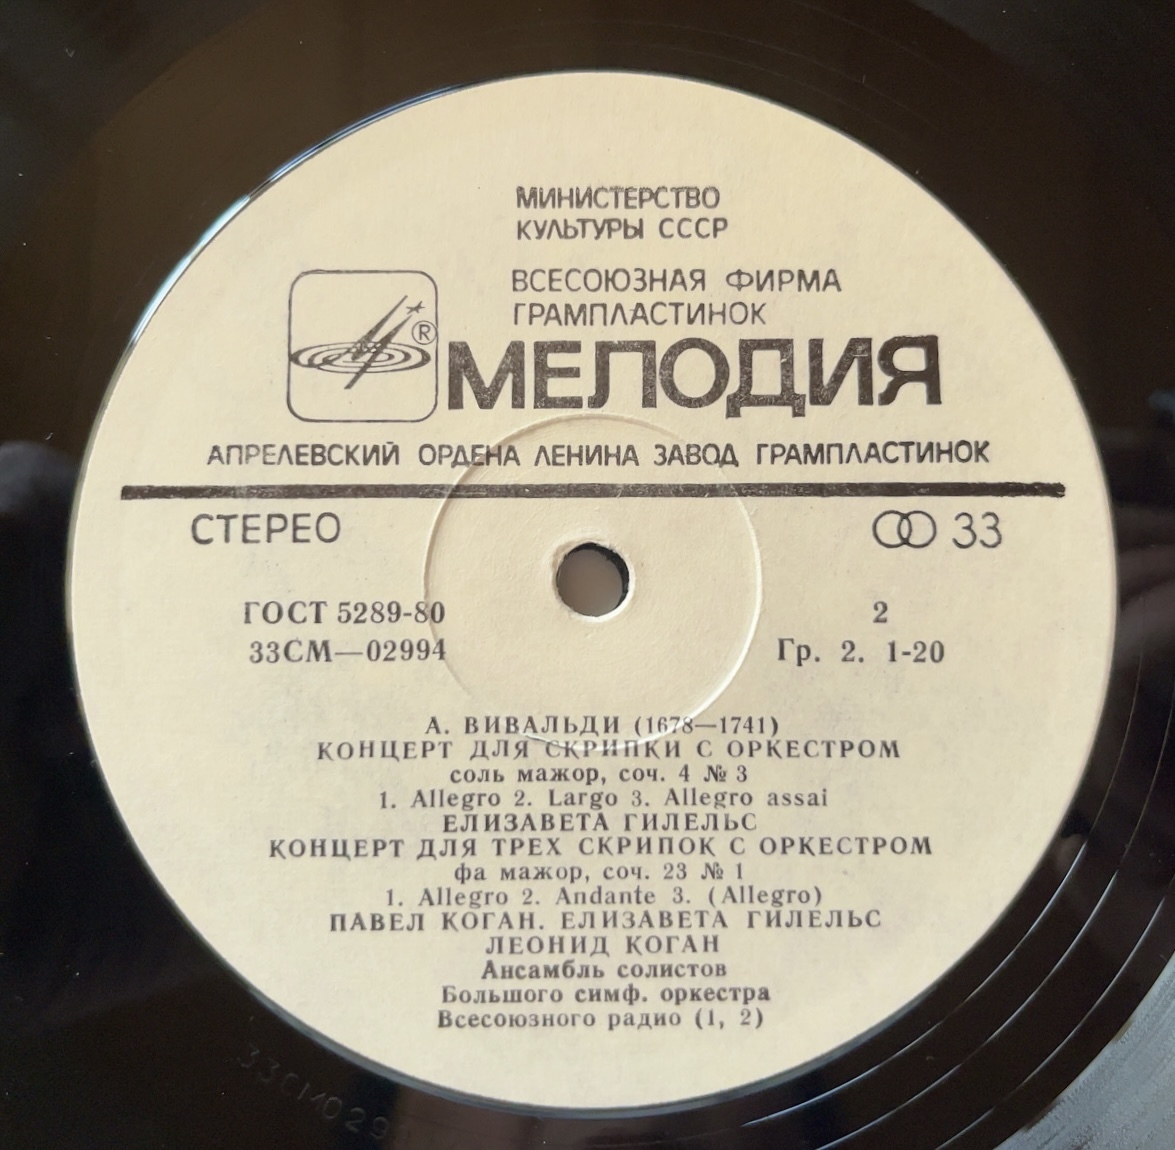 МИНИСТЕРСТВО
КУЛЬТУРЫ СССР
ВСЕСОЮЗНАЯ ФИРМА
ГРАМПЛАСТИНОК
®
МЕЛОДИЯ
АПРЕЛЕВСКИЙ ОРДЕНА ЛЕНИНА ЗАВОД ГРАМПЛАСТИНОК
СТЕРЕО 33
ГОСТ 5289-80 2
33СМ—02994 Гр. 2. 1-20
А. ВИВАЛЬДИ (1678—1741)
КОНЦЕРТ ДЛЯ СКРИПКИ С ОРКЕСТРОМ
соль мажор, соч. 4 № 3
1. Allegro 2. Largo 3. Allegro assai
ЕЛИЗАВЕТА ГИЛЕЛЬС
КОНЦЕРТ ДЛЯ ТРЕХ СКРИПОК С ОРКЕСТРОМ
фа мажор, соч. 23 № 1
1. Allegro 2. Andante 3. (Allegro)
ПАВЕЛ КОГАН. ЕЛИЗАВЕТА ГИЛЕЛЬС
ЛЕОНИД КОГАН
Ансамбль солистов
Большого симф. оркестра
Всесоюзного радио (1, 2)
33СМ029